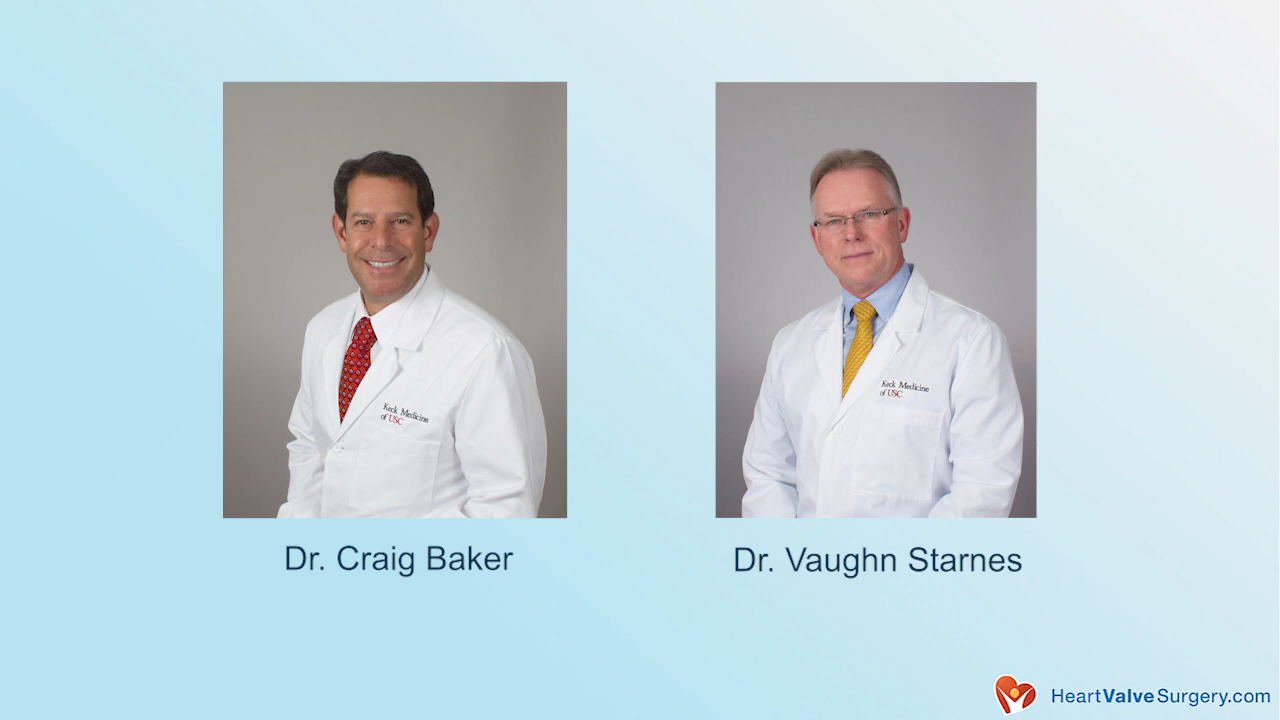 Keck Medicine
of USC
Keck Medicine
of USC
Dr. Craig Baker
Dr. Vaughn Starnes
HeartValveSurgery.com